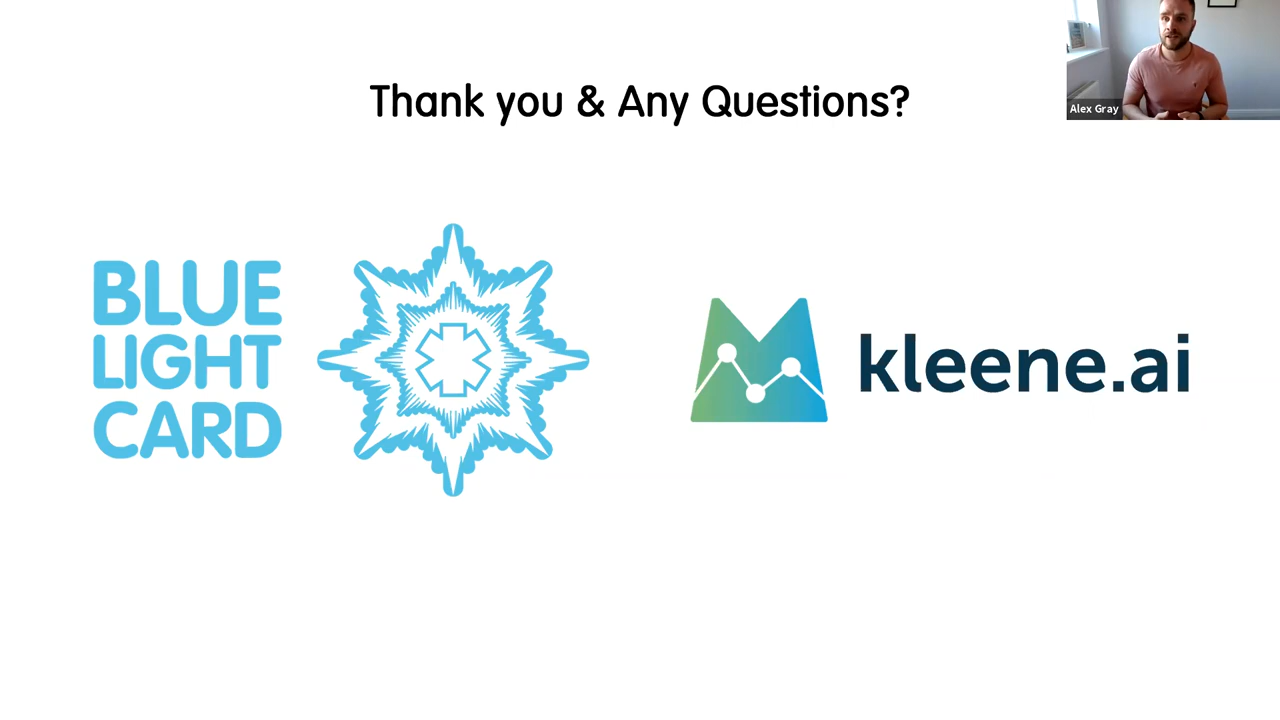 Thank you & Any Questions?
Alex Gray
BLUE
LIGHT
CARD
kleene.ai